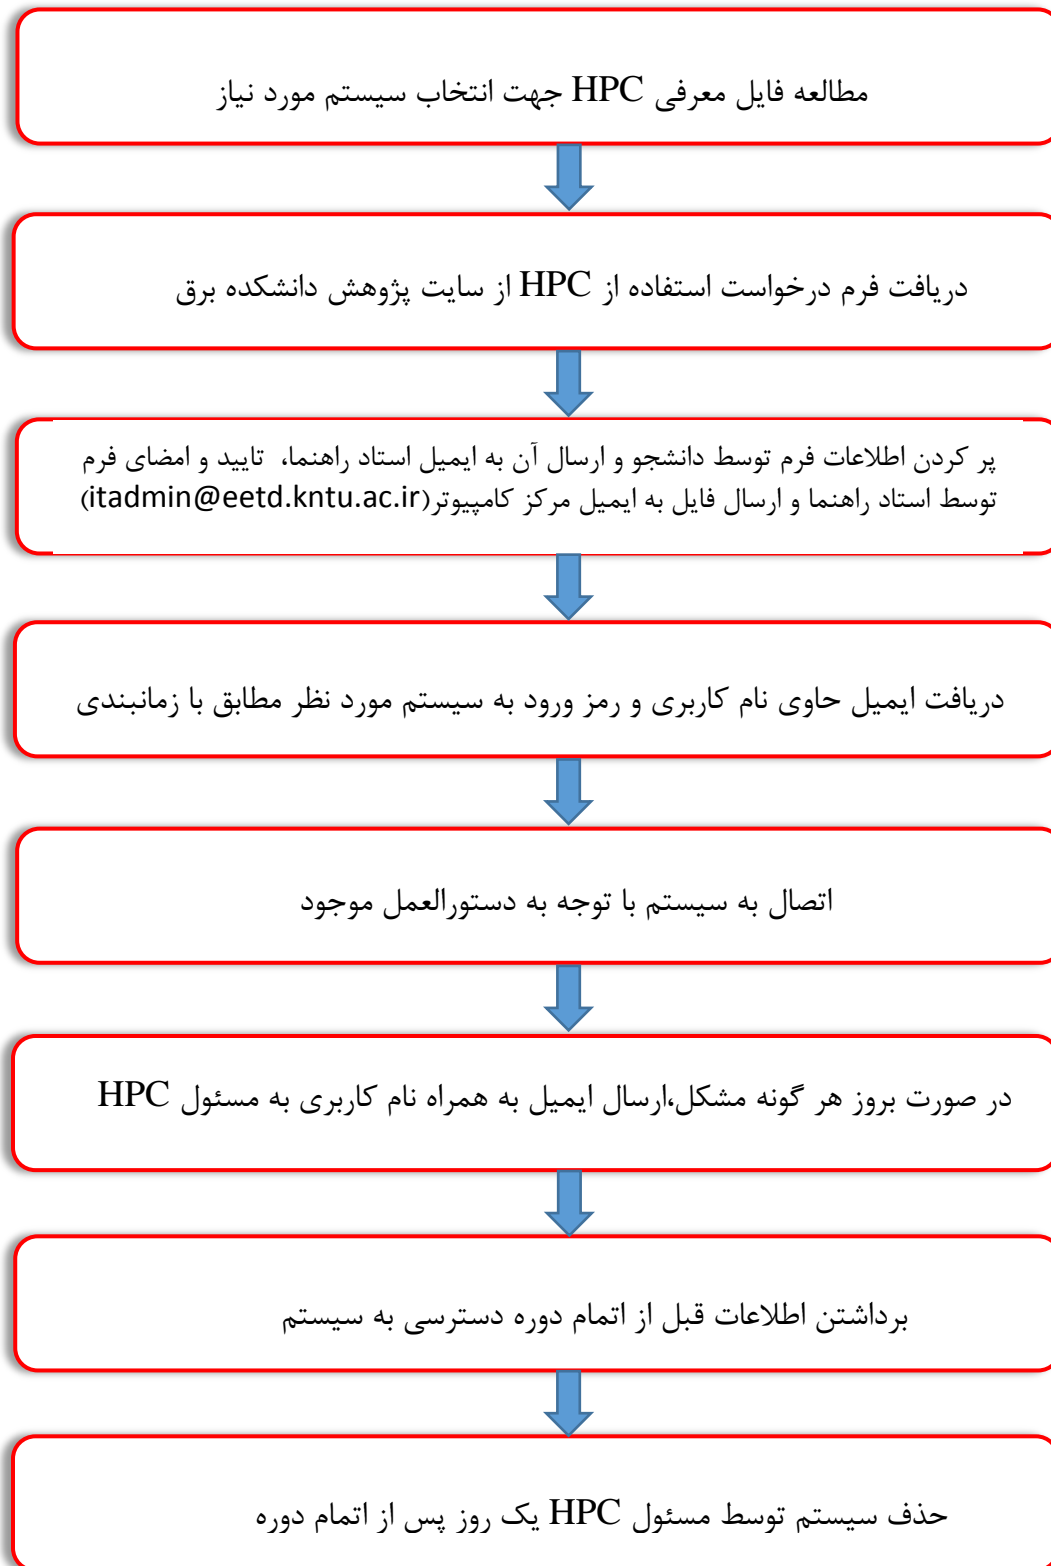 مطالعه فایل معرفی HPC جهت انتخاب سیستم مورد نیاز
دریافت فرم درخواست استفاده از HPC از سایت پژوهش دانشکده برق
پر کردن اطلاعات فرم توسط دانشجو و ارسال آن به ایمیل استاد راهنما، تایید و امضای فرم
توسط استاد راهنما و ارسال فایل به ایمیل مرکز کامپیوتر(itadmin@eetd.kntu.ac.ir)
دریافت ایمیل حاوی نام کاربری و رمز ورود به سیستم مورد نظر مطابق با زمانبندی
اتصال به سیستم با توجه به دستورالعمل موجود
در صورت بروز هر گونه مشکل،ارسال ایمیل به همراه نام کاربری به مسئول HPC
برداشتن اطلاعات قبل از اتمام دوره دسترسی به سیستم
حذف سیستم توسط مسئول HPC یک روز پس از اتمام دوره